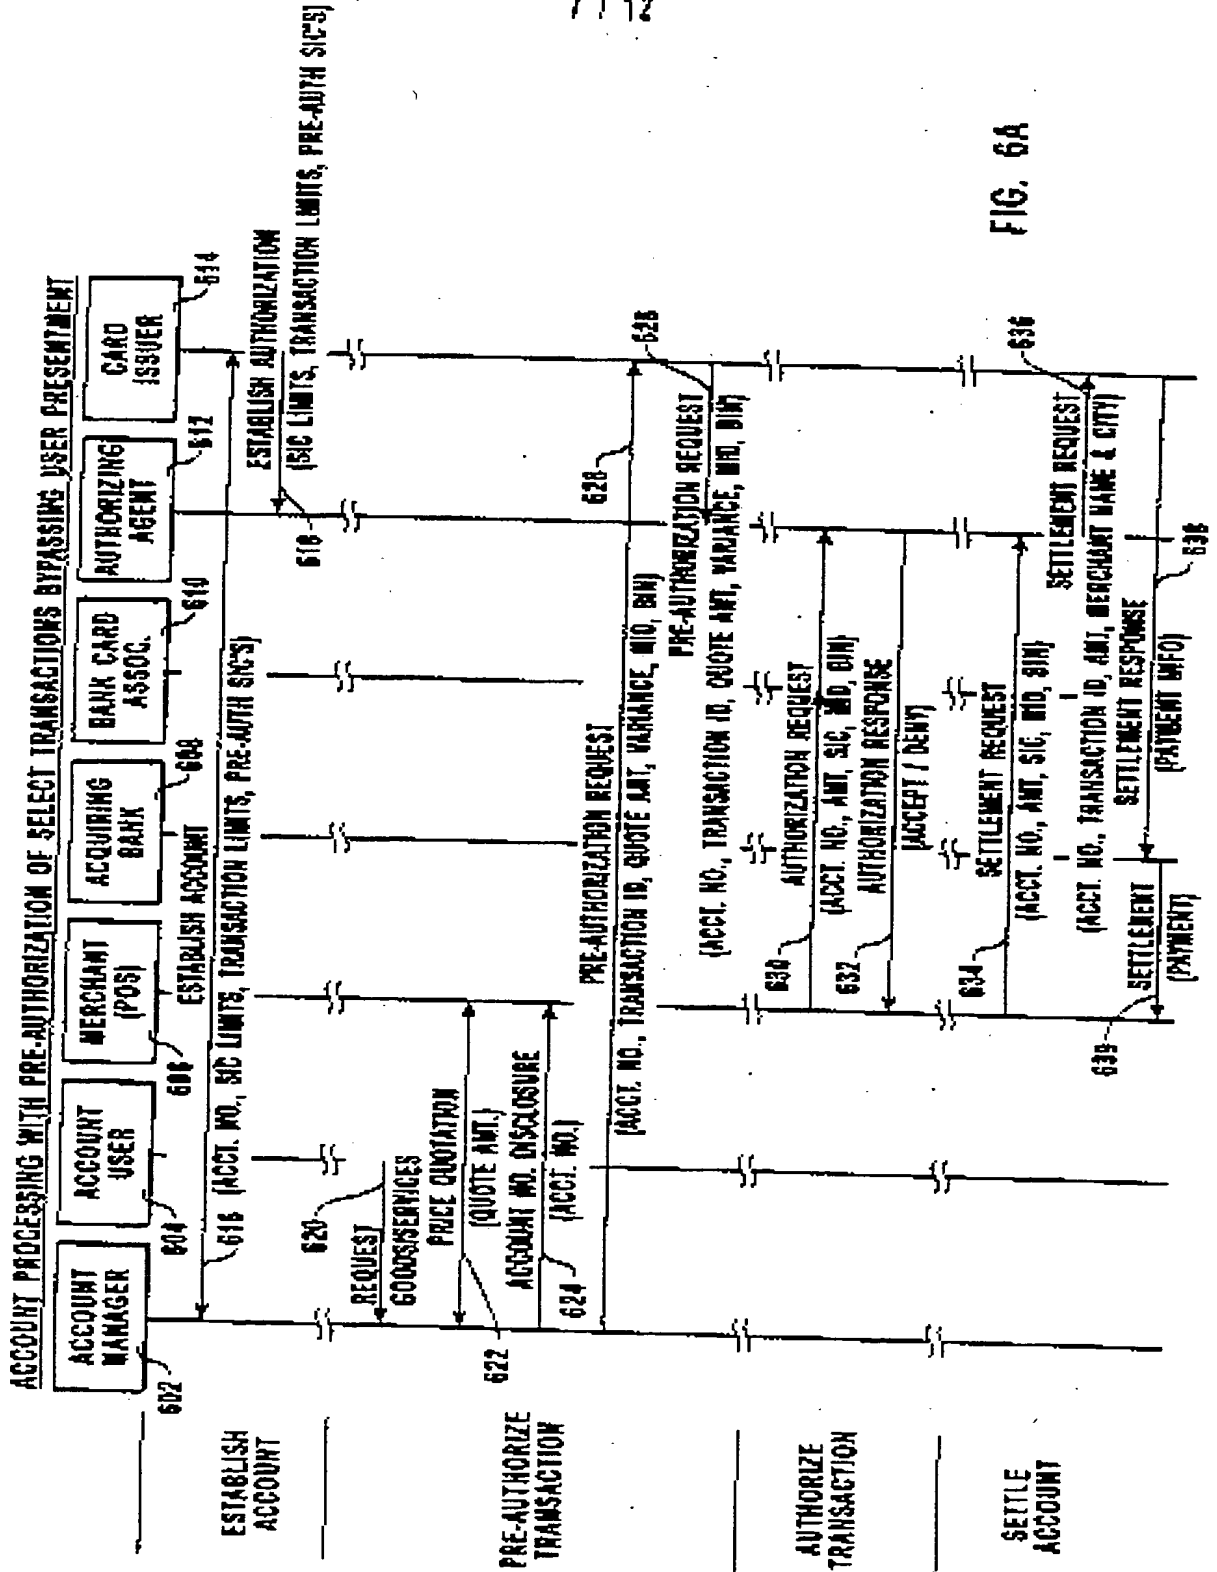 7 / 12
ACCOUNT PROCESSING WITH PRE-AUTHORIZATION OF SELECT TRANSACTIONS BYPASSING USER PRESENTMENT
ACCOUNT
MANAGER
602
ACCOUNT
USER
604
MERCHANT
(POS)
606
ACQUIRING
BANK
608
BANK CARD
ASSOC.
610
AUTHORIZING
AGENT
612
CARD
ISSUER
614
ESTABLISH
ACCOUNT
ESTABLISH ACCOUNT
616 (ACCT. NO., SIC LIMITS, TRANSACTION LIMITS, PRE-AUTH SIC'S)
ESTABLISH AUTHORIZATION
(SIC LIMITS, TRANSACTION LIMITS, PRE-AUTH SIC'S)
618
PRE-AUTHORIZE
TRANSACTION
620
REQUEST
GOODS/SERVICES
PRICE QUOTATION
(QUOTE AMT.)
622
ACCOUNT NO. DISCLOSURE
(ACCT. NO.)
624
PRE-AUTHORIZATION REQUEST
(ACCT. NO., TRANSACTION ID, QUOTE AMT, VARIANCE, MID, BIN)
628
PRE-AUTHORIZATION REQUEST
(ACCT. NO., TRANSACTION ID, QUOTE AMT, VARIANCE, MID, BIN)
AUTHORIZE
TRANSACTION
AUTHORIZATION REQUEST
630
(ACCT. NO., AMT, SIC, MID, BIN)
AUTHORIZATION RESPONSE
632
(ACCEPT / DENY)
SETTLE
ACCOUNT
SETTLEMENT REQUEST
634
(ACCT. NO., AMT, SIC, MID, BIN)
SETTLEMENT REQUEST
636
(ACCT. NO., TRANSACTION ID, AMT, MERCHANT NAME & CITY)
SETTLEMENT RESPONSE
638
(PAYMENT INFO)
SETTLEMENT
639
(PAYMENT)
FIG. 6A